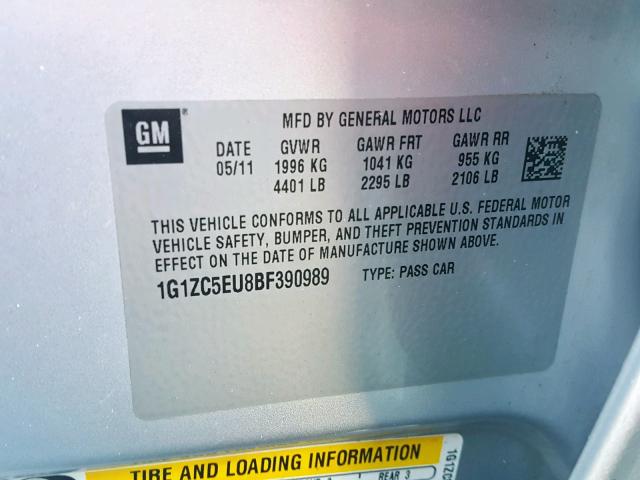 GM
MFD BY GENERAL MOTORS LLC
DATE GVWR GAWR FRT GAWR RR
05/11 1996 KG 1041 KG 955 KG
4401 LB 2295 LB 2106 LB
THIS VEHICLE CONFORMS TO ALL APPLICABLE U.S. FEDERAL MOTOR
VEHICLE SAFETY, BUMPER, AND THEFT PREVENTION STANDARDS IN
EFFECT ON THE DATE OF MANUFACTURE SHOWN ABOVE.
1G1ZC5EU8BF390989 TYPE: PASS CAR
TIRE AND LOADING INFORMATION
REAR 3
1G1ZC